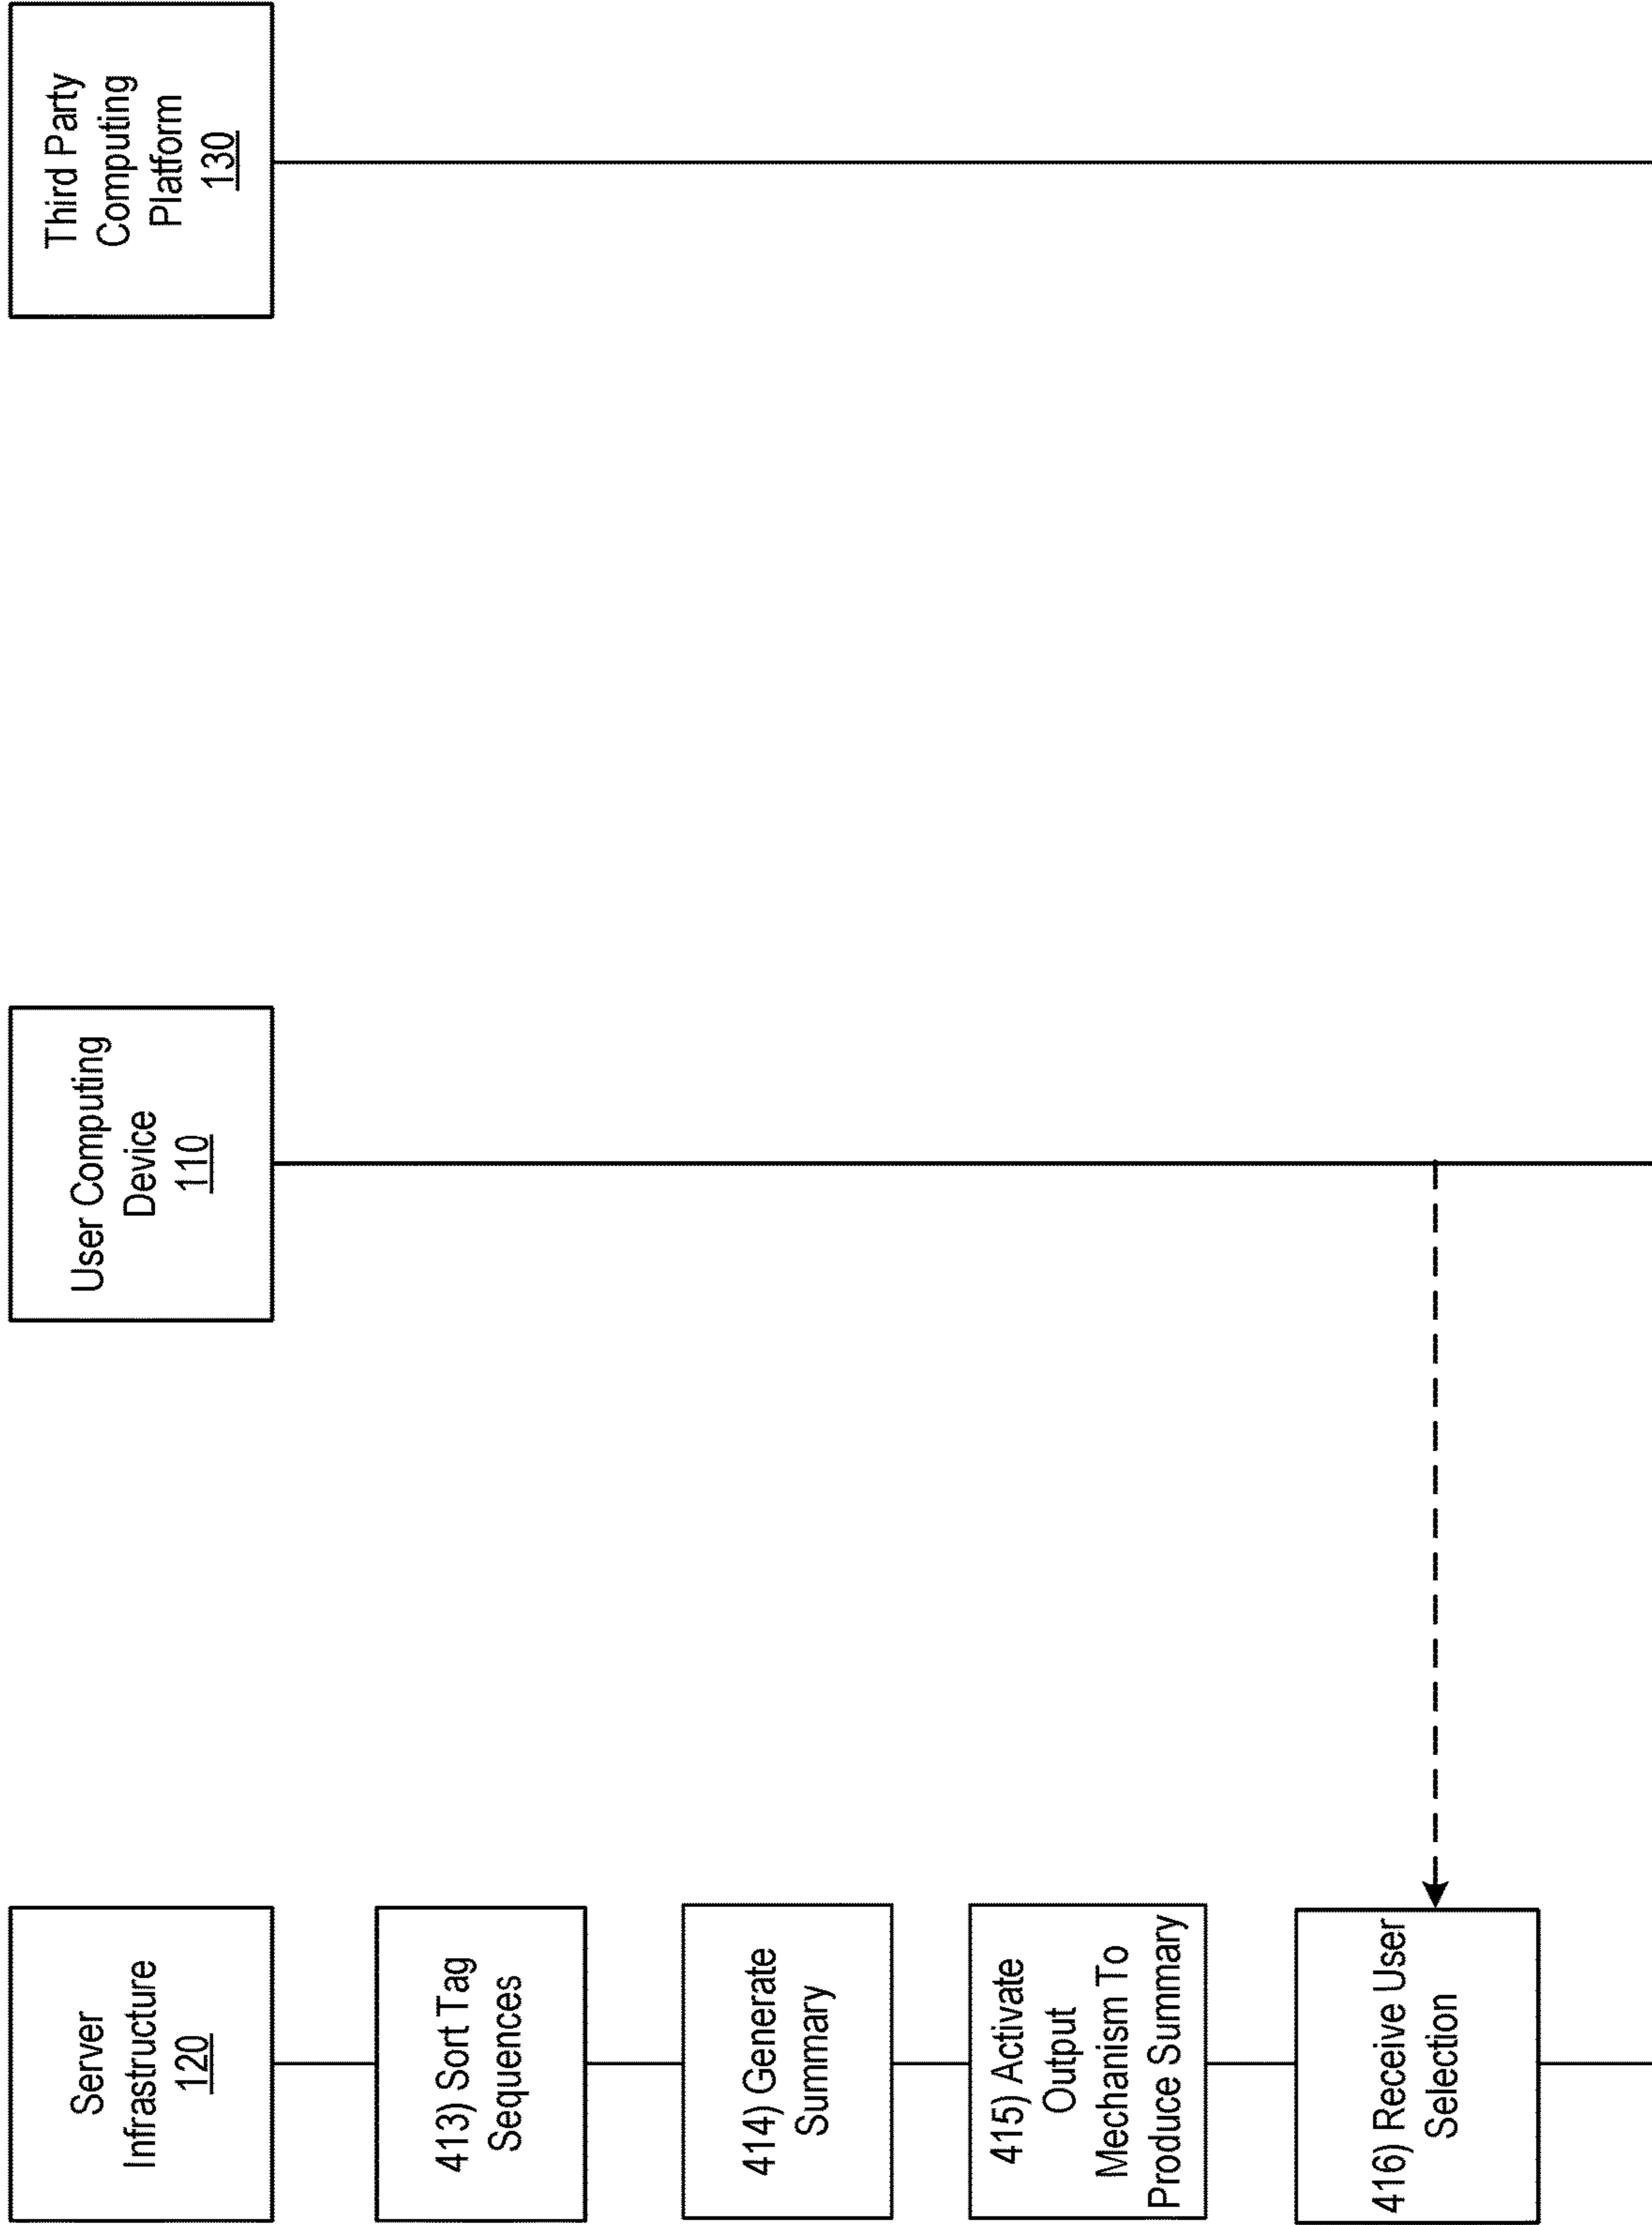 Server
Infrastructure
120
User Computing
Device
110
Third Party
Computing
Platform
130
413) Sort Tag
Sequences
414) Generate
Summary
415) Activate
Output
Mechanism To
Produce Summary
416) Receive User
Selection